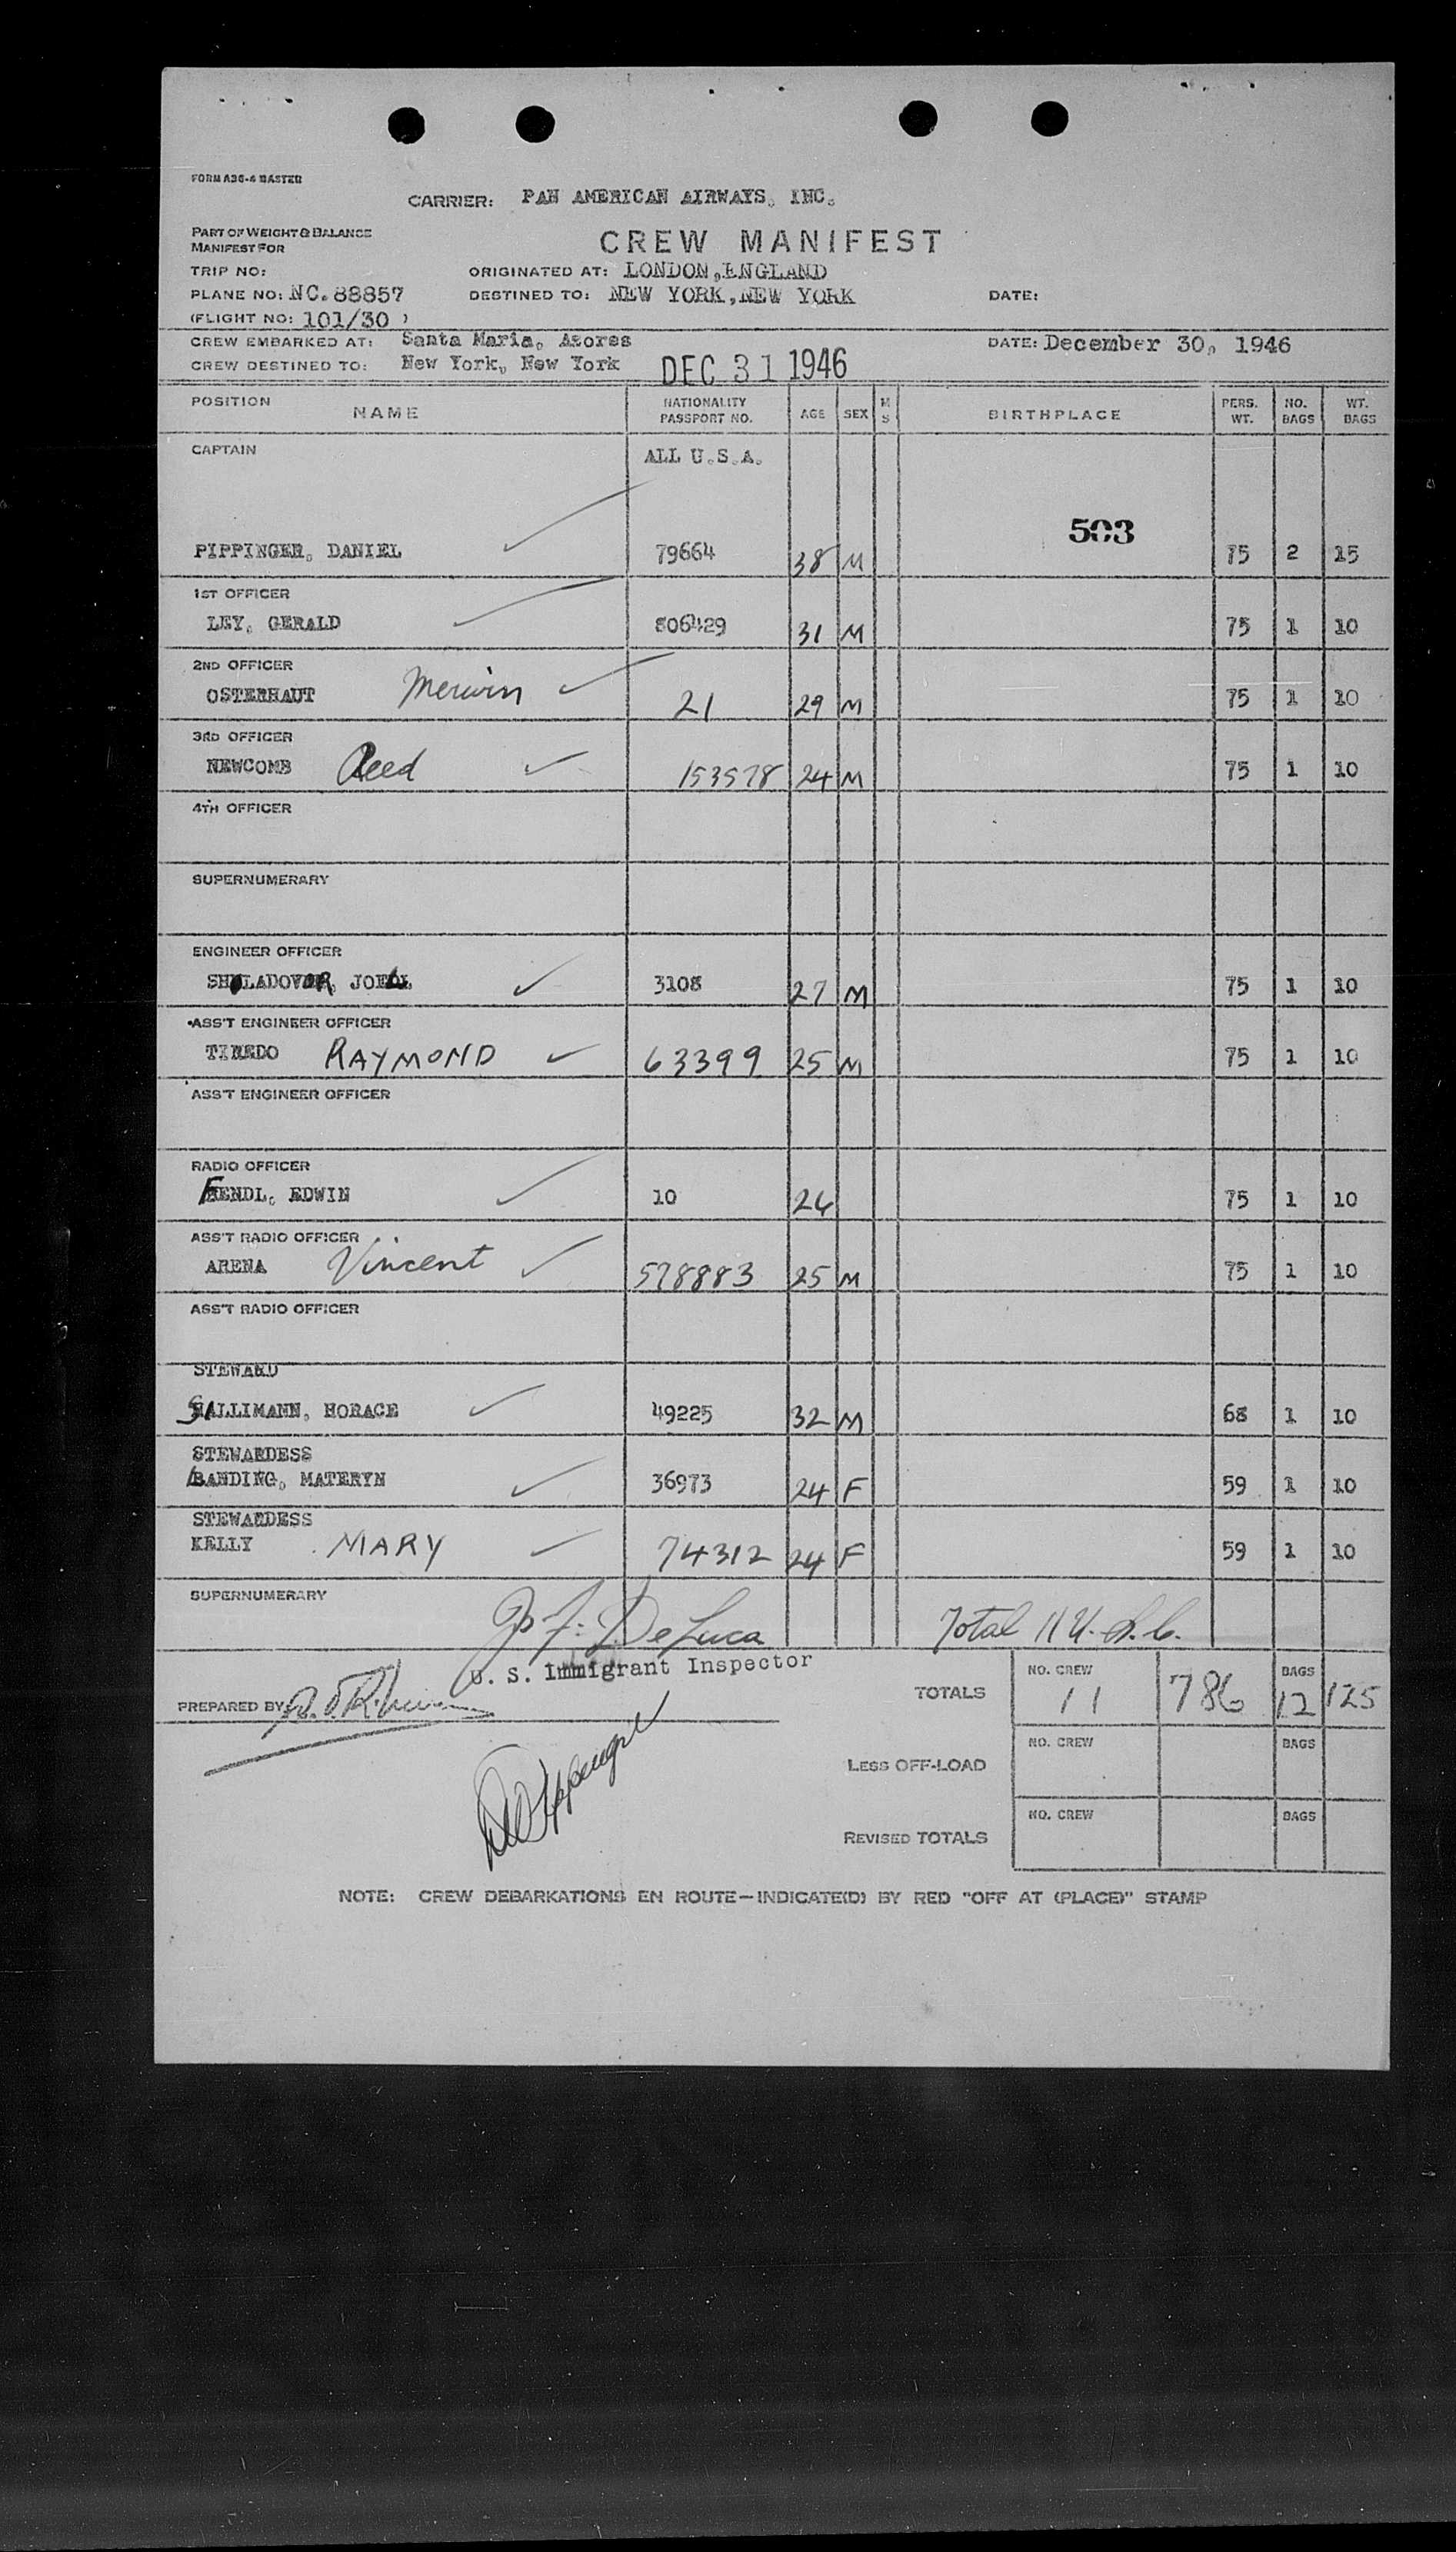 FORM A26-4 MASTER
CARRIER: PAN AMERICAN AIRWAYS, INC.
PART OF WEIGHT & BALANCE
MANIFEST FOR
CREW MANIFEST
TRIP NO:
ORIGINATED AT: LONDON, ENGLAND
PLANE NO: NC. 88857
DESTINED TO: NEW YORK, NEW YORK
DATE:
(FLIGHT NO: 101/30 )
CREW EMBARKED AT: Santa Maria, Azores
DATE: December 30, 1946
CREW DESTINED TO: New York, New York
DEC 31 1946
POSITION NAME NATIONALITY PASSPORT NO. AGE SEX M S BIRTHPLACE PERS. WT. NO. BAGS WT. BAGS
CAPTAIN ALL U.S.A.
503
PIPPINGER, DANIEL 79664 38 M 75 2 15
1ST OFFICER
LEY, GERALD 506429 31 M 75 1 10
2ND OFFICER
OSTERHAUT Merwin 21 29 M 75 1 10
3RD OFFICER
NEWCOMB Reed 153578 24 M 75 1 10
4TH OFFICER
SUPERNUMERARY
ENGINEER OFFICER
3108 27 M 75 1 10
ASS'T ENGINEER OFFICER
TIREDO RAYMOND 63399 25 M 75 1 10
ASS'T ENGINEER OFFICER
RADIO OFFICER
FENDL, EDWIN 10 26 75 1 10
ASS'T RADIO OFFICER
ARENA Vincent 578883 25 M 75 1 10
ASS'T RADIO OFFICER
STEWARD
SALLIMANN, HORACE 49225 32 M 68 1 10
STEWARDESS
LANDING, MATERYN 36973 24 F 59 1 10
STEWARDESS
KELLY MARY 74312 24 F 59 1 10
SUPERNUMERARY
De Luca
Total 11 U.S.C.
U. S. Immigrant Inspector
PREPARED BY
TOTALS NO. CREW 11 786 BAGS 12 125
LESS OFF-LOAD NO. CREW BAGS
REVISED TOTALS NO. CREW BAGS
NOTE: CREW DEBARKATIONS EN ROUTE—INDICATE(D) BY RED "OFF AT (PLACE)" STAMP